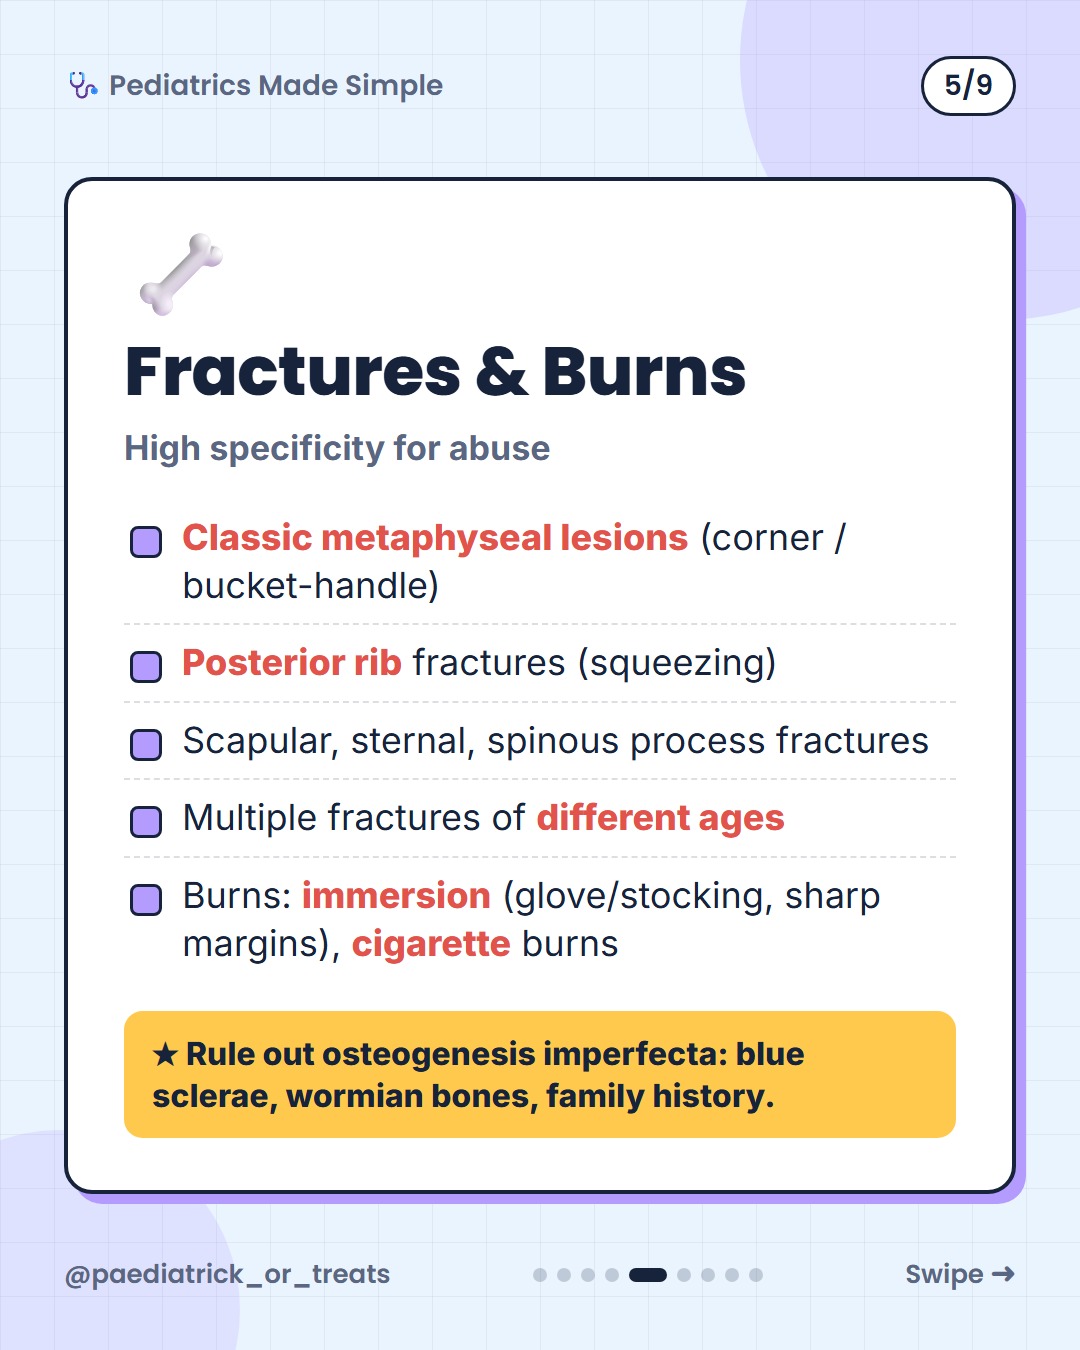 Pediatrics Made Simple
5/9
Fractures & Burns
High specificity for abuse
Classic metaphyseal lesions (corner /
bucket-handle)
Posterior rib fractures (squeezing)
Scapular, sternal, spinous process fractures
Multiple fractures of different ages
Burns: immersion (glove/stocking, sharp
margins), cigarette burns
★ Rule out osteogenesis imperfecta: blue
sclerae, wormian bones, family history.
@paediatrick_or_treats
Swipe →